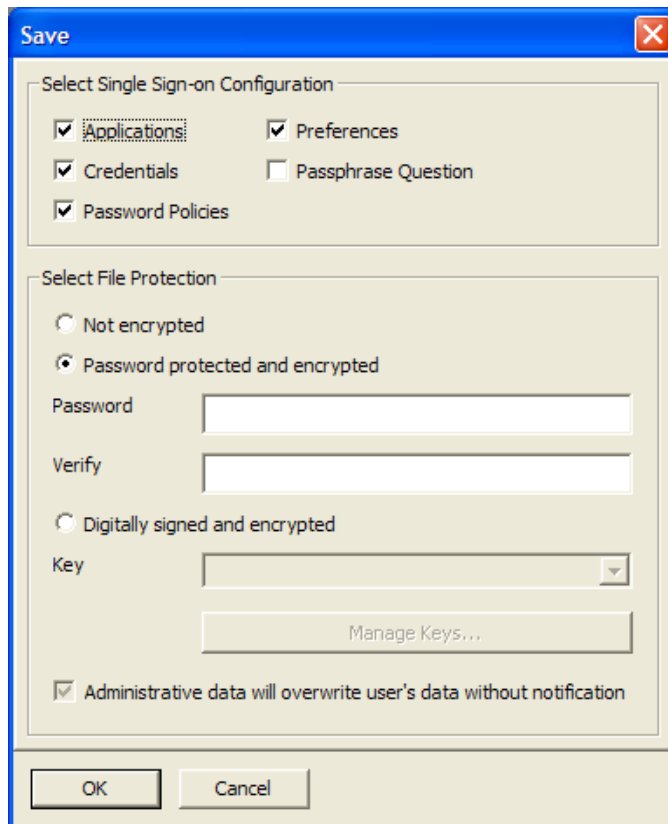 Save
Select Single Sign-on Configuration
Applications Preferences
Credentials Passphrase Question
Password Policies
Select File Protection
Not encrypted
Password protected and encrypted
Password
Verify
Digitally signed and encrypted
Key
Manage Keys...
Administrative data will overwrite user's data without notification
OK Cancel